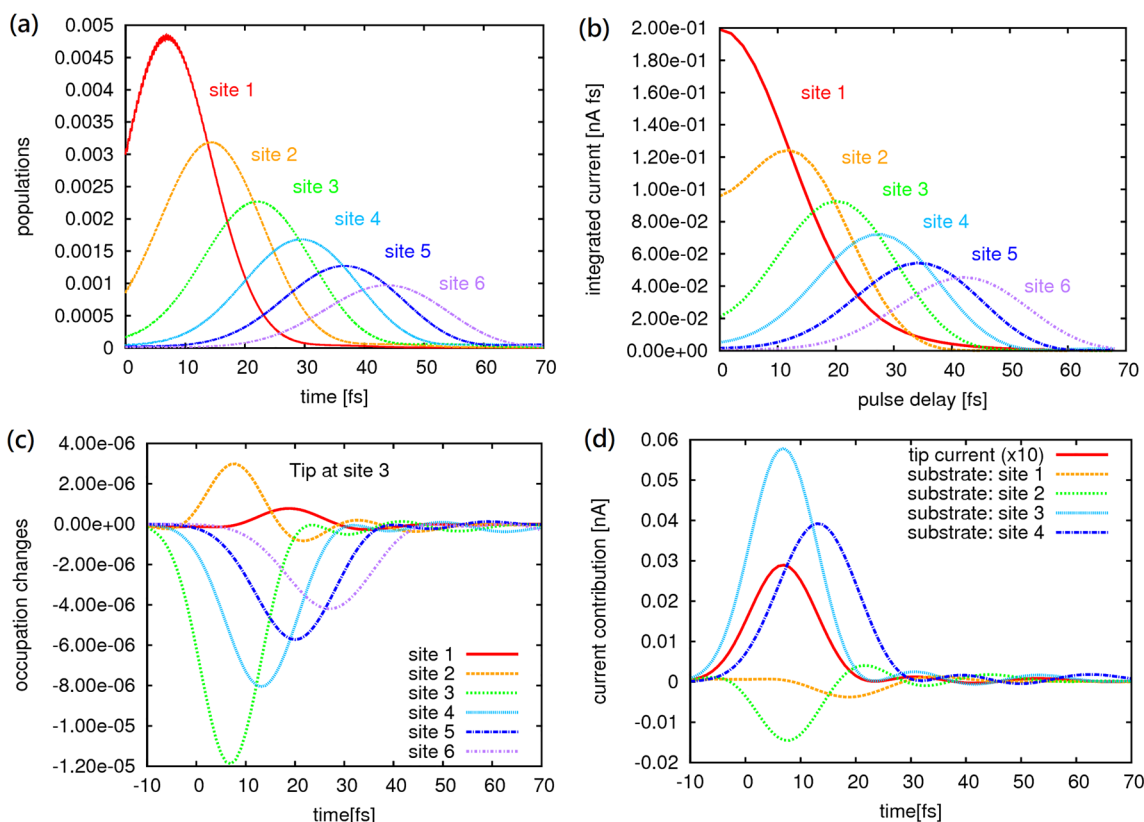 (a)
0.005
0.0045
0.004
0.0035
0.003
0.0025
0.002
0.0015
0.001
0.0005
0
populations
site 1
site 2
site 3
site 4
site 5
site 6
0 10 20 30 40 50 60 70
time [fs]
(b)
2.00e-01
1.80e-01
1.60e-01
1.40e-01
1.20e-01
1.00e-01
8.00e-02
6.00e-02
4.00e-02
2.00e-02
0.00e+00
integrated current [nA fs]
site 1
site 2
site 3
site 4
site 5
site 6
0 10 20 30 40 50 60 70
pulse delay [fs]
(c)
4.00e-06
2.00e-06
0.00e+00
-2.00e-06
-4.00e-06
-6.00e-06
-8.00e-06
-1.00e-05
-1.20e-05
occupation changes
Tip at site 3
site 1
site 2
site 3
site 4
site 5
site 6
-10 0 10 20 30 40 50 60 70
time[fs]
(d)
0.06
0.05
0.04
0.03
0.02
0.01
0
-0.01
-0.02
current contribution [nA]
tip current (x10)
substrate: site 1
substrate: site 2
substrate: site 3
substrate: site 4
-10 0 10 20 30 40 50 60 70
time[fs]